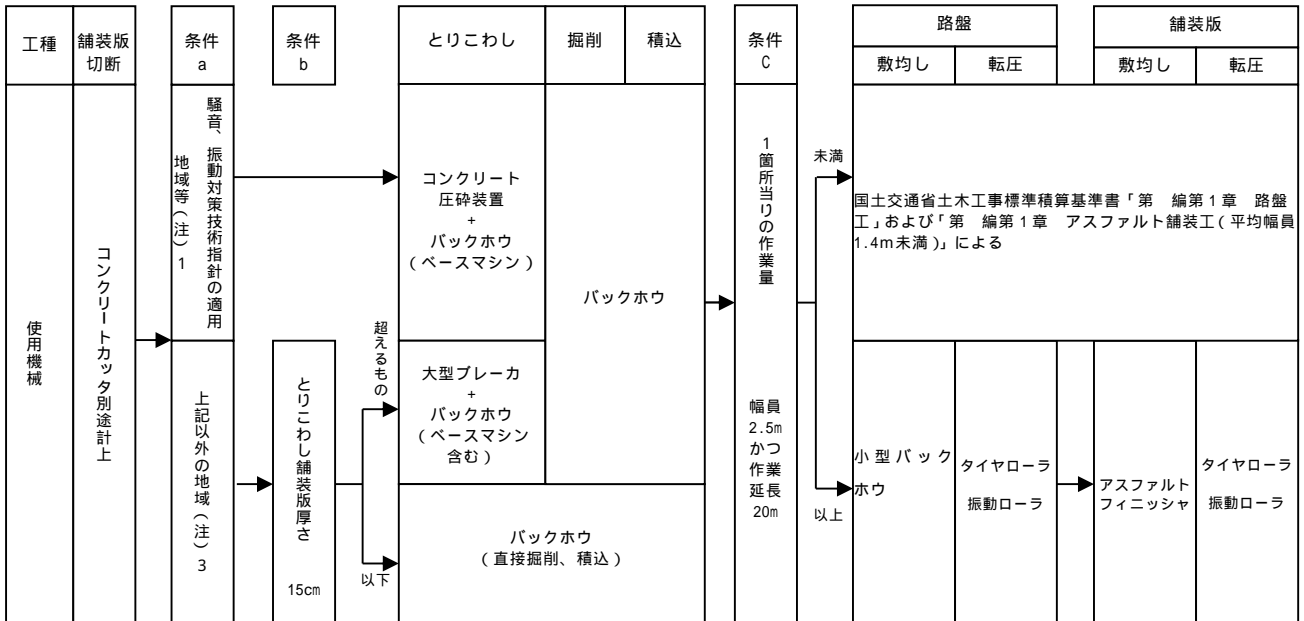 工種
舗装版
切断
条件
a
条件
b
とりこわし
掘削
積込
条件
C
路盤
敷均し
転圧
舗装版
敷均し
転圧
使用機械
コンクリートカッタ別途計上
騒音、振動対策技術指針の適用
地域等(注)1
上記以外の地域(注)3
とりこわし舗装版厚さ
15cm
超えるもの
以下
コンクリート
圧砕装置
+
バックホウ
(ベースマシン)
大型ブレーカ
+
バックホウ
(ベースマシン
含む)
バックホウ
バックホウ
(直接掘削、積込)
1箇所当りの作業量
幅員
2.5m
かつ
作業
延長
20m
未満
以上
国土交通省土木工事標準積算基準書「第 編第1章 路盤
工」および「第 編第1章 アスファルト舗装工(平均幅員
1.4m未満)」による
小型バック
ホウ
タイヤローラ
振動ローラ
アスファルト
フィニッシャ
タイヤローラ
振動ローラ